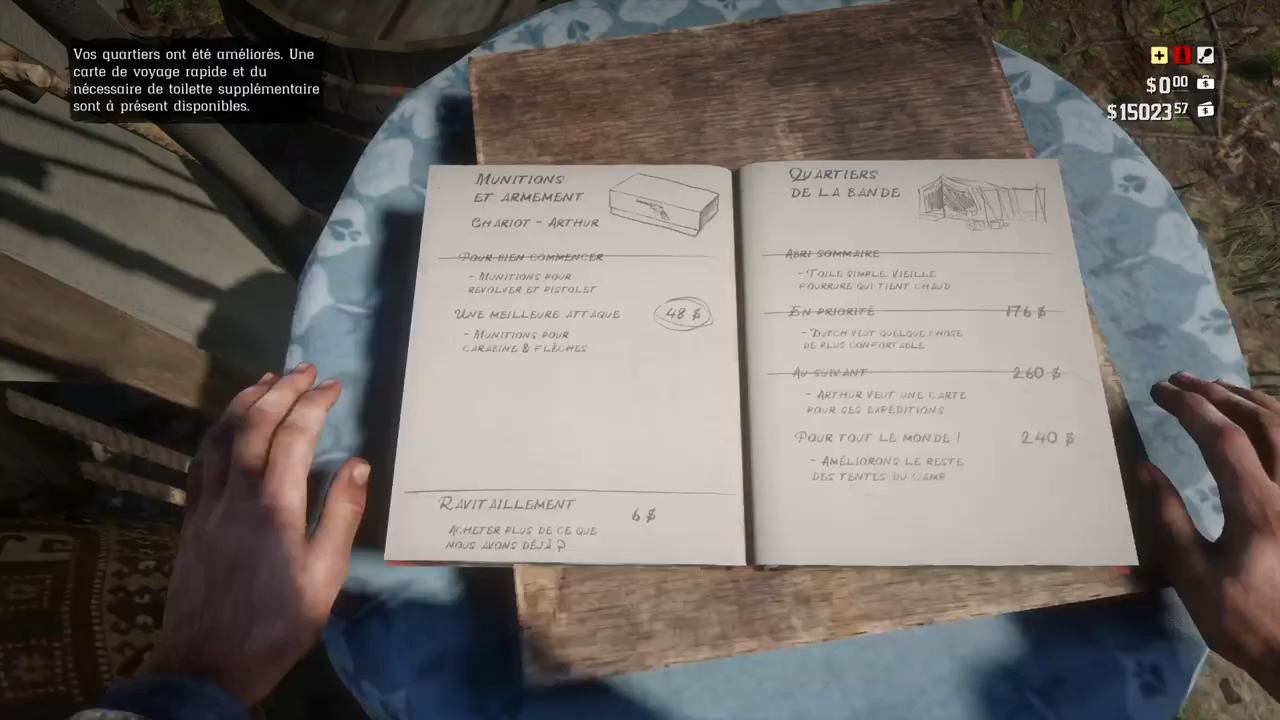 Vos quartiers ont été améliorés. Une
carte de voyage rapide et du
nécessaire de toilette supplémentaire
sont à présent disponibles.
$0.00
$15023.57
MUNITIONS
ET ARMEMENT
CHARIOT - ARTHUR
POUR BIEN COMMENCER
- MUNITIONS POUR
REVOLVER ET PISTOLET
UNE MEILLEURE ATTAQUE 48 $
- MUNITIONS POUR
CARABINE & FLÈCHES
RAVITAILLEMENT 6 $
ACHETER PLUS DE CE QUE
NOUS AVONS DÉJÀ ?
QUARTIERS
DE LA BANDE
ABRI SOMMAIRE
- TOILE SIMPLE. VIEILLE
FOURRURE QUI TIENT CHAUD
EN PRIORITÉ 176 $
- DUTCH VEUT QUELQUE CHOSE
DE PLUS CONFORTABLE
AU SUIVANT 260 $
- ARTHUR VEUT UNE CARTE
POUR SES EXPÉDITIONS
POUR TOUT LE MONDE ! 240 $
- AMÉLIORONS LE RESTE
DES TENTES DU CAMP